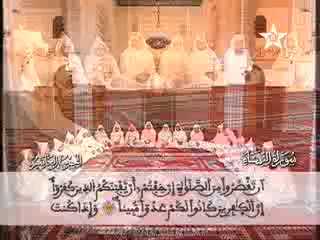 سورة النساء
أن تقصروا من الصلوة إن خفتم أن يفتنكم الذين كفروا
إن الكفرين كانوا لكم عدوا مبينا وإذا كنت